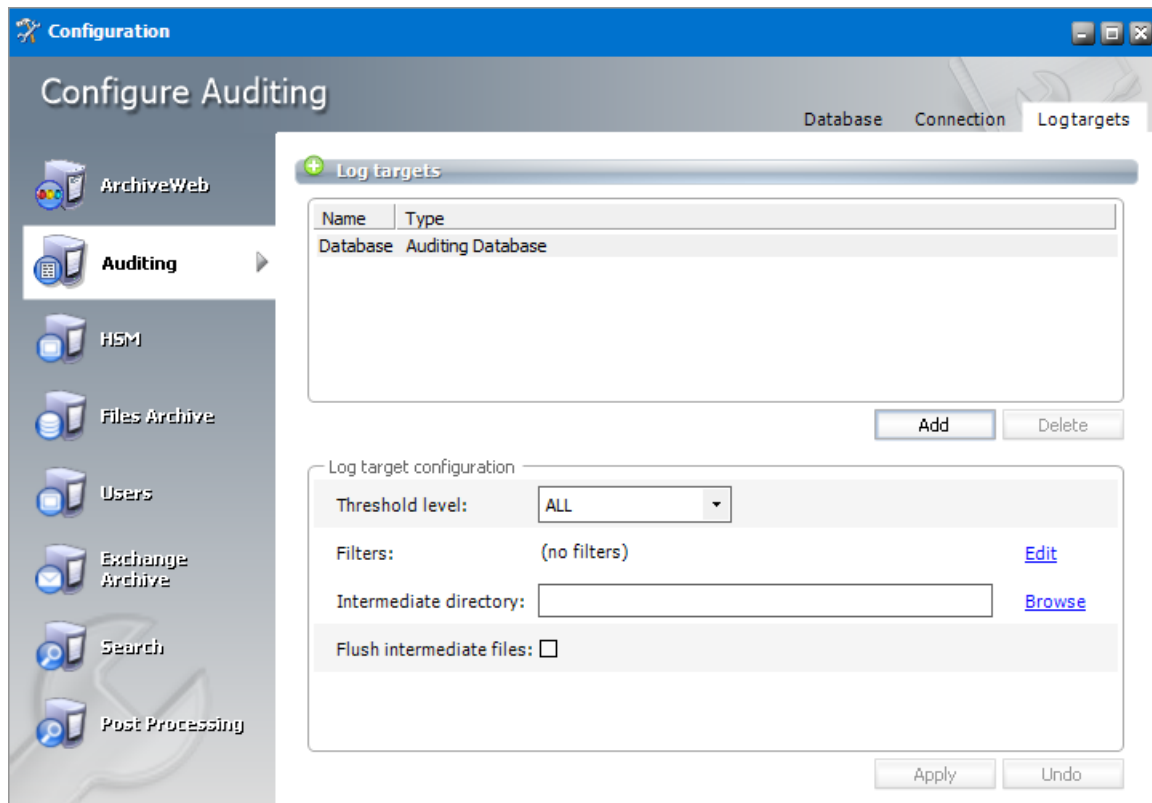 Configuration
Configure Auditing
Database Connection Logtargets
ArchiveWeb
Auditing
HSM
Files Archive
Users
Exchange
Archive
Search
Post Processing
Log targets
Name Type
Database Auditing Database
Add Delete
Log target configuration
Threshold level: ALL
Filters: (no filters) Edit
Intermediate directory: Browse
Flush intermediate files:
Apply Undo